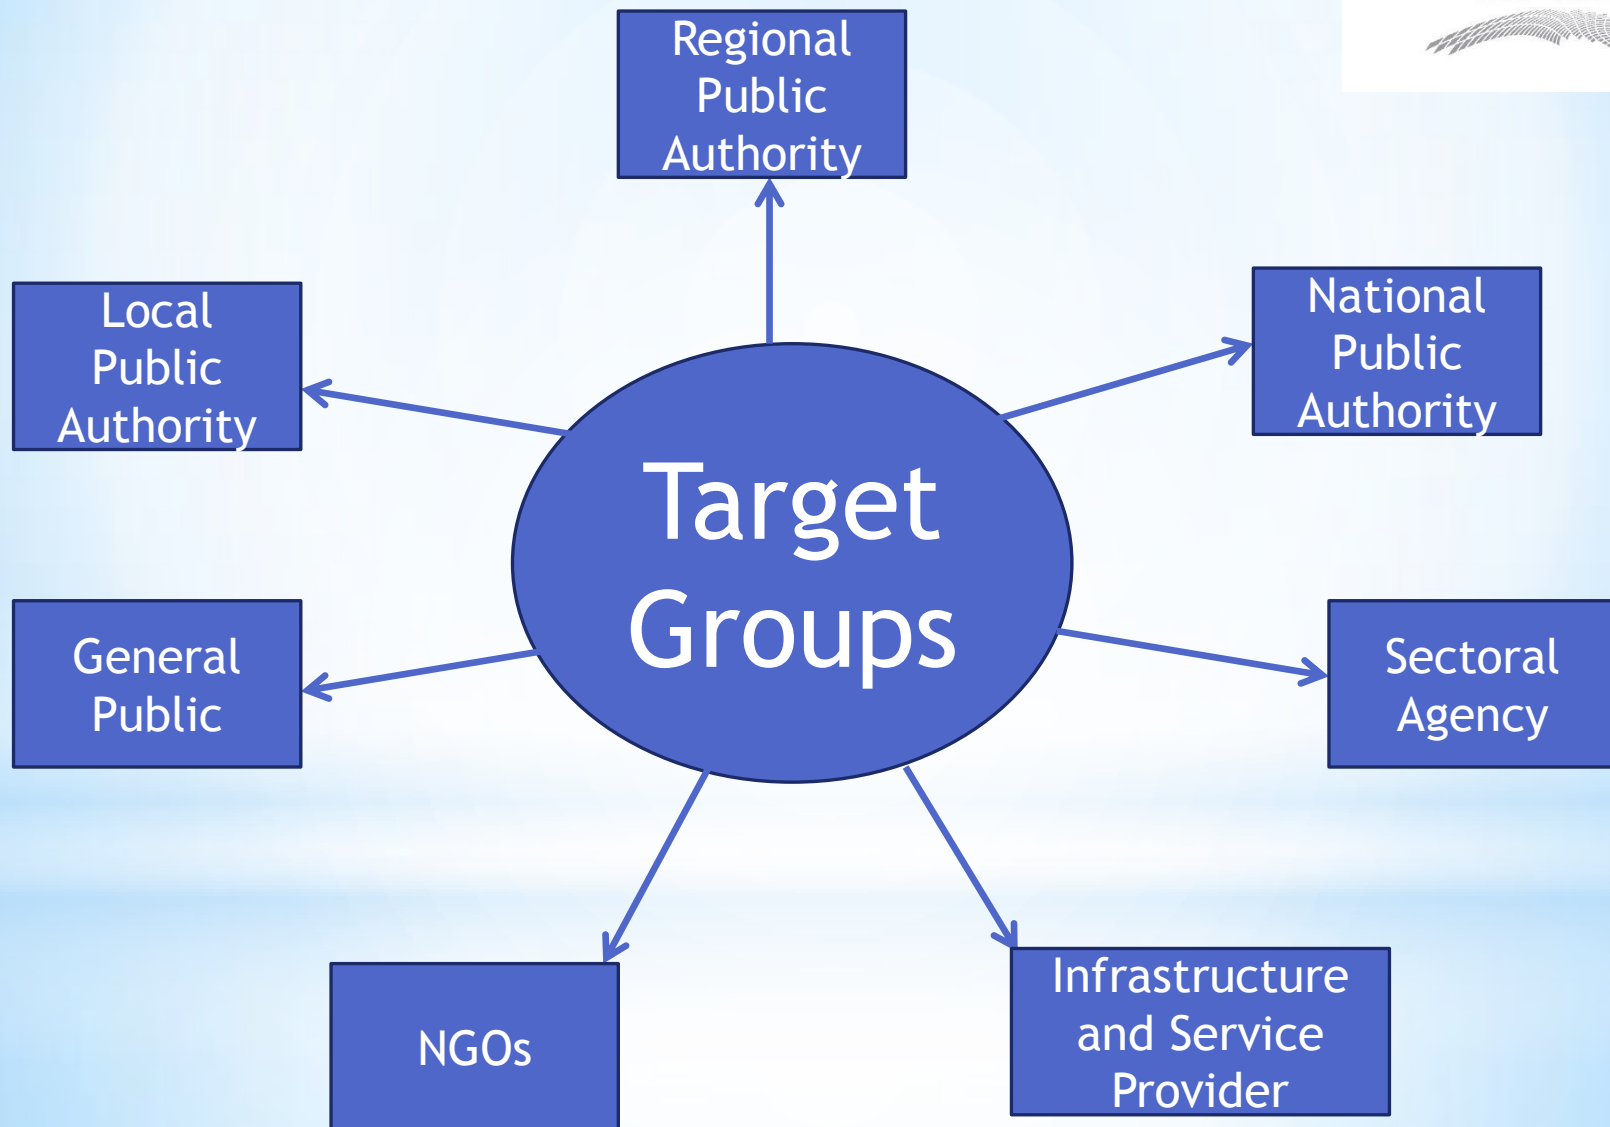 Regional
Public
Authority
Local
Public
Authority
National
Public
Authority
Target
Groups
General
Public
Sectoral
Agency
NGOs
Infrastructure
and Service
Provider